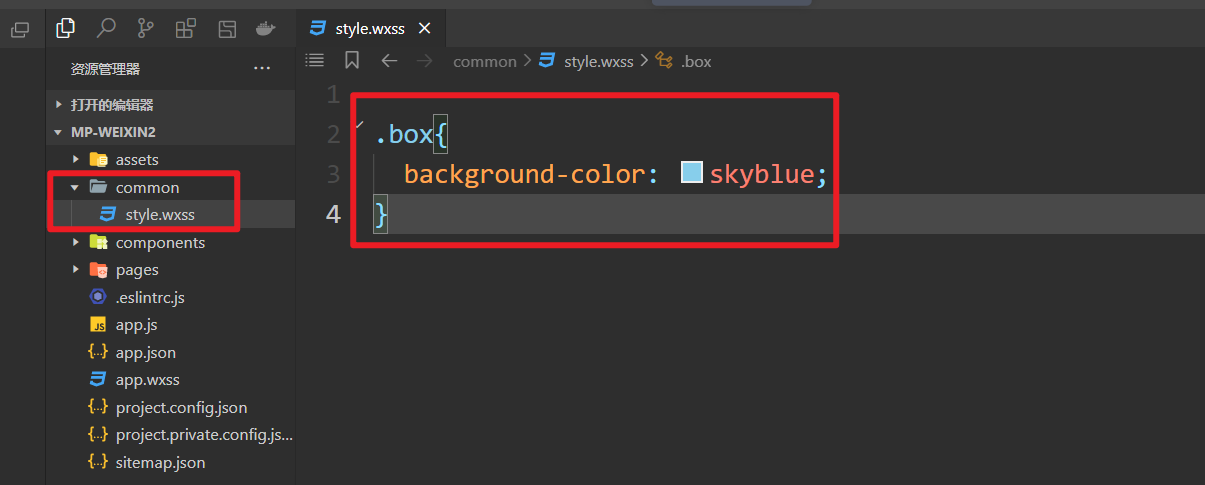 style.wxss
资源管理器
common
style.wxss
.box
打开的编辑器
MP-WEIXIN2
assets
common
style.wxss
components
pages
.eslintrc.js
JS
app.js
{..}
app.json
app.wxss
{..}
project.config.json
{..}
project.private.config.js...
{..}
sitemap.json
1
2 .box{
3 background-color: skyblue;
4 }